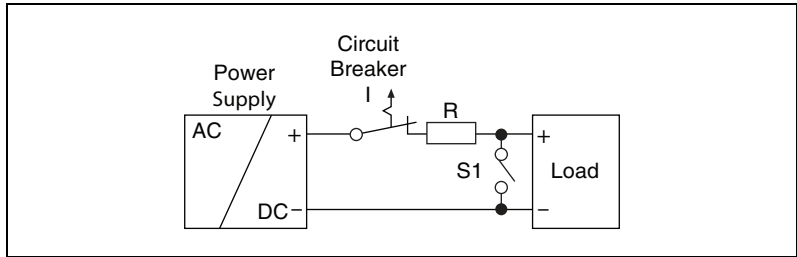 Circuit
Breaker
I
Power
Supply
R
AC
+
+
S1
Load
DC
−
−